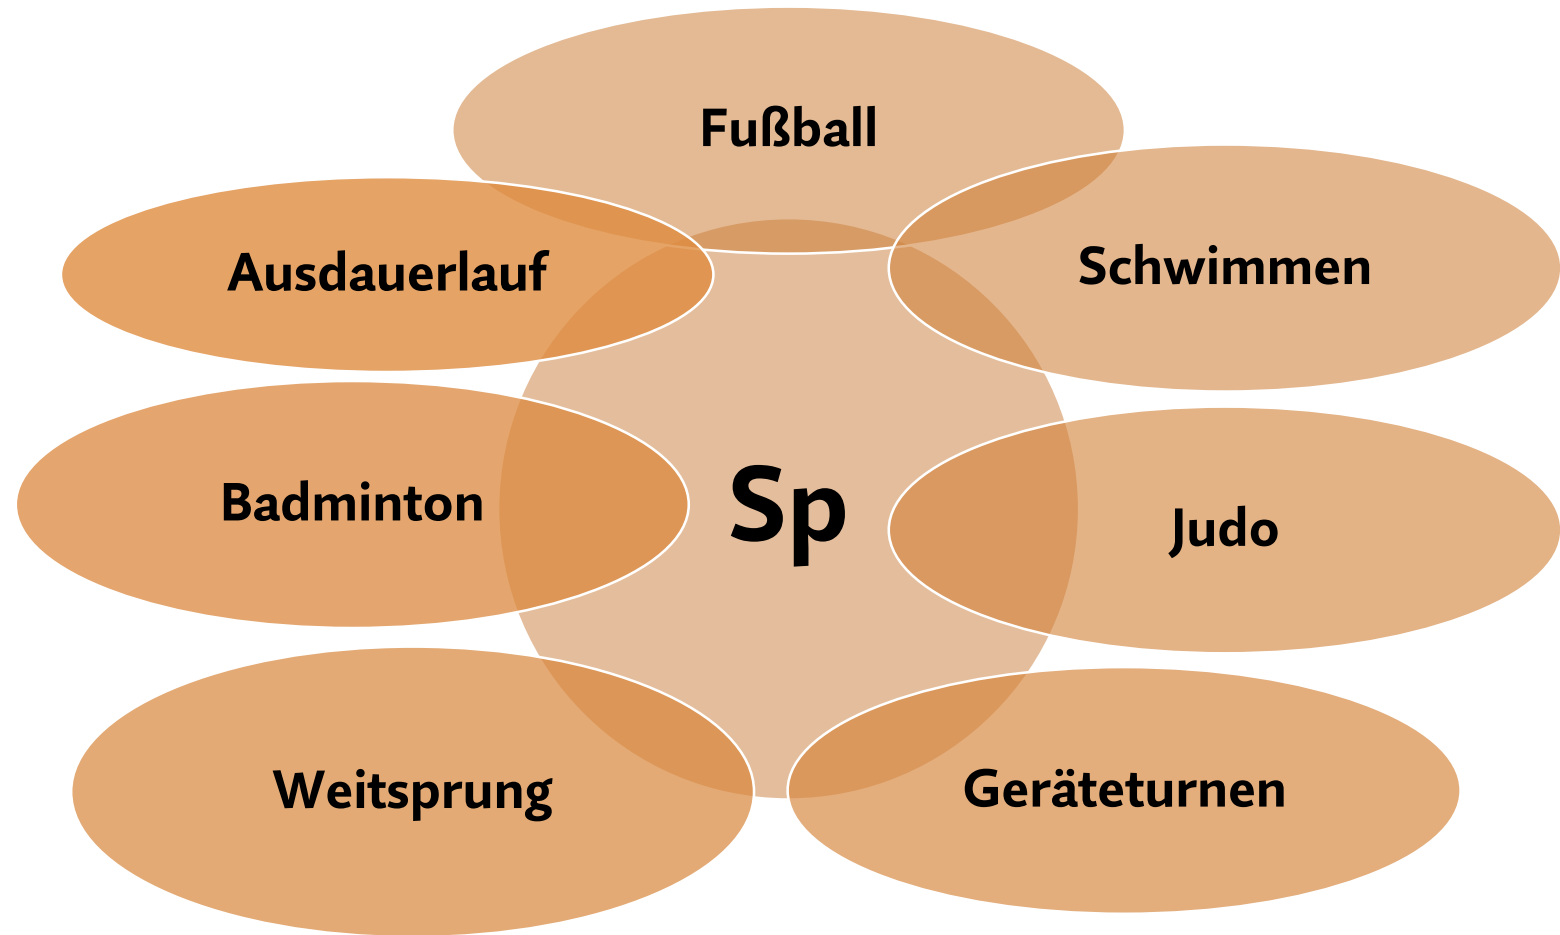 Fußball
Ausdauerlauf
Schwimmen
Badminton
Sp
Judo
Weitsprung
Geräteturnen